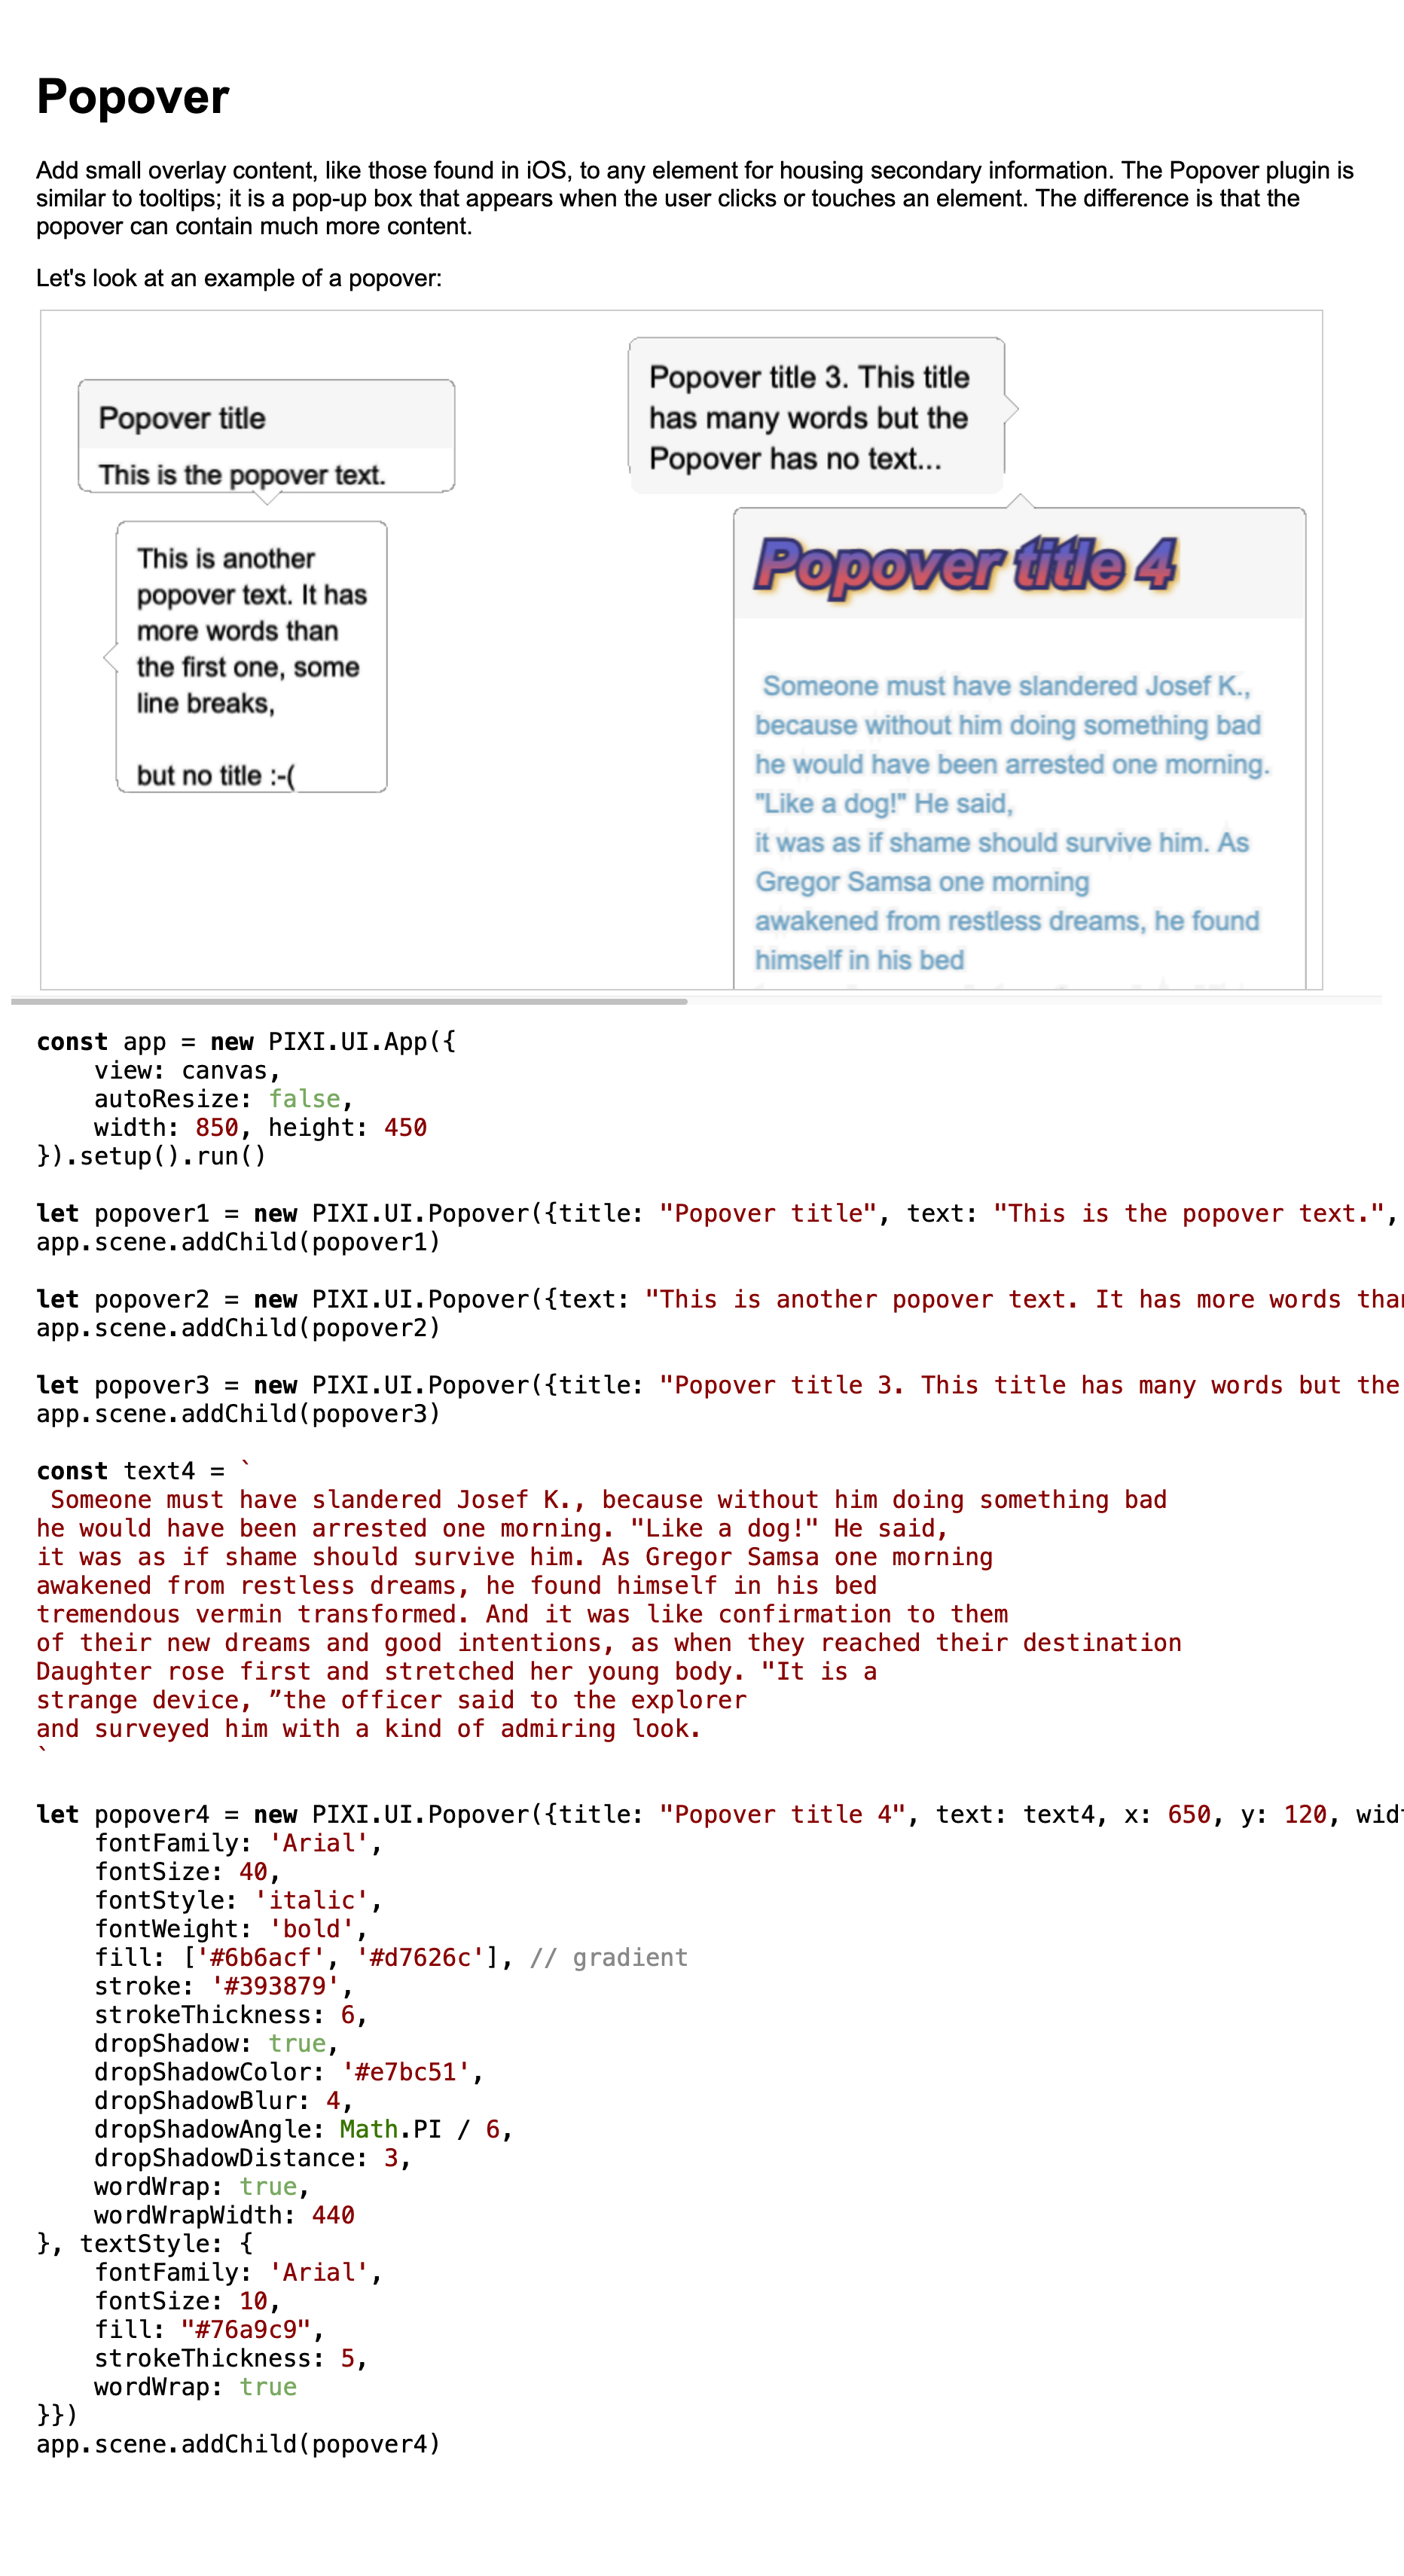 Popover
Add small overlay content, like those found in iOS, to any element for housing secondary information. The Popover plugin is
similar to tooltips; it is a pop-up box that appears when the user clicks or touches an element. The difference is that the
popover can contain much more content.
Let's look at an example of a popover:
Popover title
This is the popover text.
This is another
popover text. It has
more words than
the first one, some
line breaks,
but no title :-(
Popover title 3. This title
has many words but the
Popover has no text...
Popover title 4
Someone must have slandered Josef K.,
because without him doing something bad
he would have been arrested one morning.
"Like a dog!" He said,
it was as if shame should survive him. As
Gregor Samsa one morning
awakened from restless dreams, he found
himself in his bed
const app = new PIXI.UI.App({
    view: canvas,
    autoResize: false,
    width: 850, height: 450
}).setup().run()
let popover1 = new PIXI.UI.Popover({title: "Popover title", text: "This is the popover text.",
app.scene.addChild(popover1)
let popover2 = new PIXI.UI.Popover({text: "This is another popover text. It has more words
app.scene.addChild(popover2)
let popover3 = new PIXI.UI.Popover({title: "Popover title 3. This title has many words but the
app.scene.addChild(popover3)
const text4 = `
 Someone must have slandered Josef K., because without him doing something bad
he would have been arrested one morning. "Like a dog!" He said,
it was as if shame should survive him. As Gregor Samsa one morning
awakened from restless dreams, he found himself in his bed
tremendous vermin transformed. And it was like confirmation to them
of their new dreams and good intentions, as when they reached their destination
Daughter rose first and stretched her young body. "It is a
strange device, ”the officer said to the explorer
and surveyed him with a kind of admiring look.
`
let popover4 = new PIXI.UI.Popover({title: "Popover title 4", text: text4, x: 650, y: 120,
    fontFamily: 'Arial',
    fontSize: 40,
    fontStyle: 'italic',
    fontWeight: 'bold',
    fill: ['#6b6acf', '#d7626c'], // gradient
    stroke: '#393879',
    strokeThickness: 6,
    dropShadow: true,
    dropShadowColor: '#e7bc51',
    dropShadowBlur: 4,
    dropShadowAngle: Math.PI / 6,
    dropShadowDistance: 3,
    wordWrap: true,
    wordWrapWidth: 440
}, textStyle: {
    fontFamily: 'Arial',
    fontSize: 10,
    fill: "#76a9c9",
    strokeThickness: 5,
    wordWrap: true
}})
app.scene.addChild(popover4)